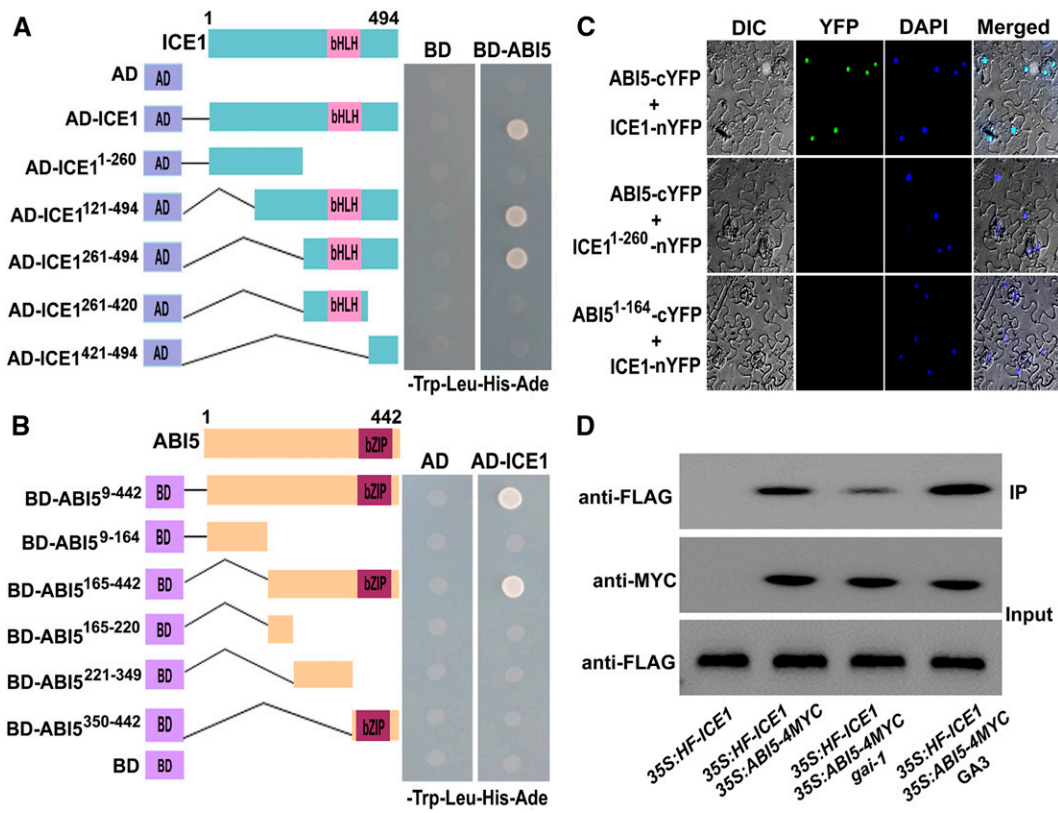 A
1 494
ICE1 bHLH
BD BD-ABI5
AD AD
AD-ICE1 AD bHLH
AD-ICE1^1-260 AD
AD-ICE1^121-494 AD bHLH
AD-ICE1^261-494 AD bHLH
AD-ICE1^261-420 AD bHLH
AD-ICE1^421-494 AD
-Trp-Leu-His-Ade
B
1 442
ABI5 bZIP
AD AD-ICE1
BD-ABI5^9-442 BD bZIP
BD-ABI5^9-164 BD
BD-ABI5^165-442 BD bZIP
BD-ABI5^165-220 BD
BD-ABI5^221-349 BD
BD-ABI5^350-442 BD bZIP
BD BD
-Trp-Leu-His-Ade
C
DIC YFP DAPI Merged
ABI5-cYFP
+
ICE1-nYFP
ABI5-cYFP
+
ICE1^1-260-nYFP
ABI5^1-164-cYFP
+
ICE1-nYFP
D
anti-FLAG IP
anti-MYC
Input
anti-FLAG
35S:HF-ICE1
35S:HF-ICE1
35S:ABI5-4MYC
35S:HF-ICE1
35S:ABI5-4MYC
gai-1
35S:HF-ICE1
35S:ABI5-4MYC
GA3